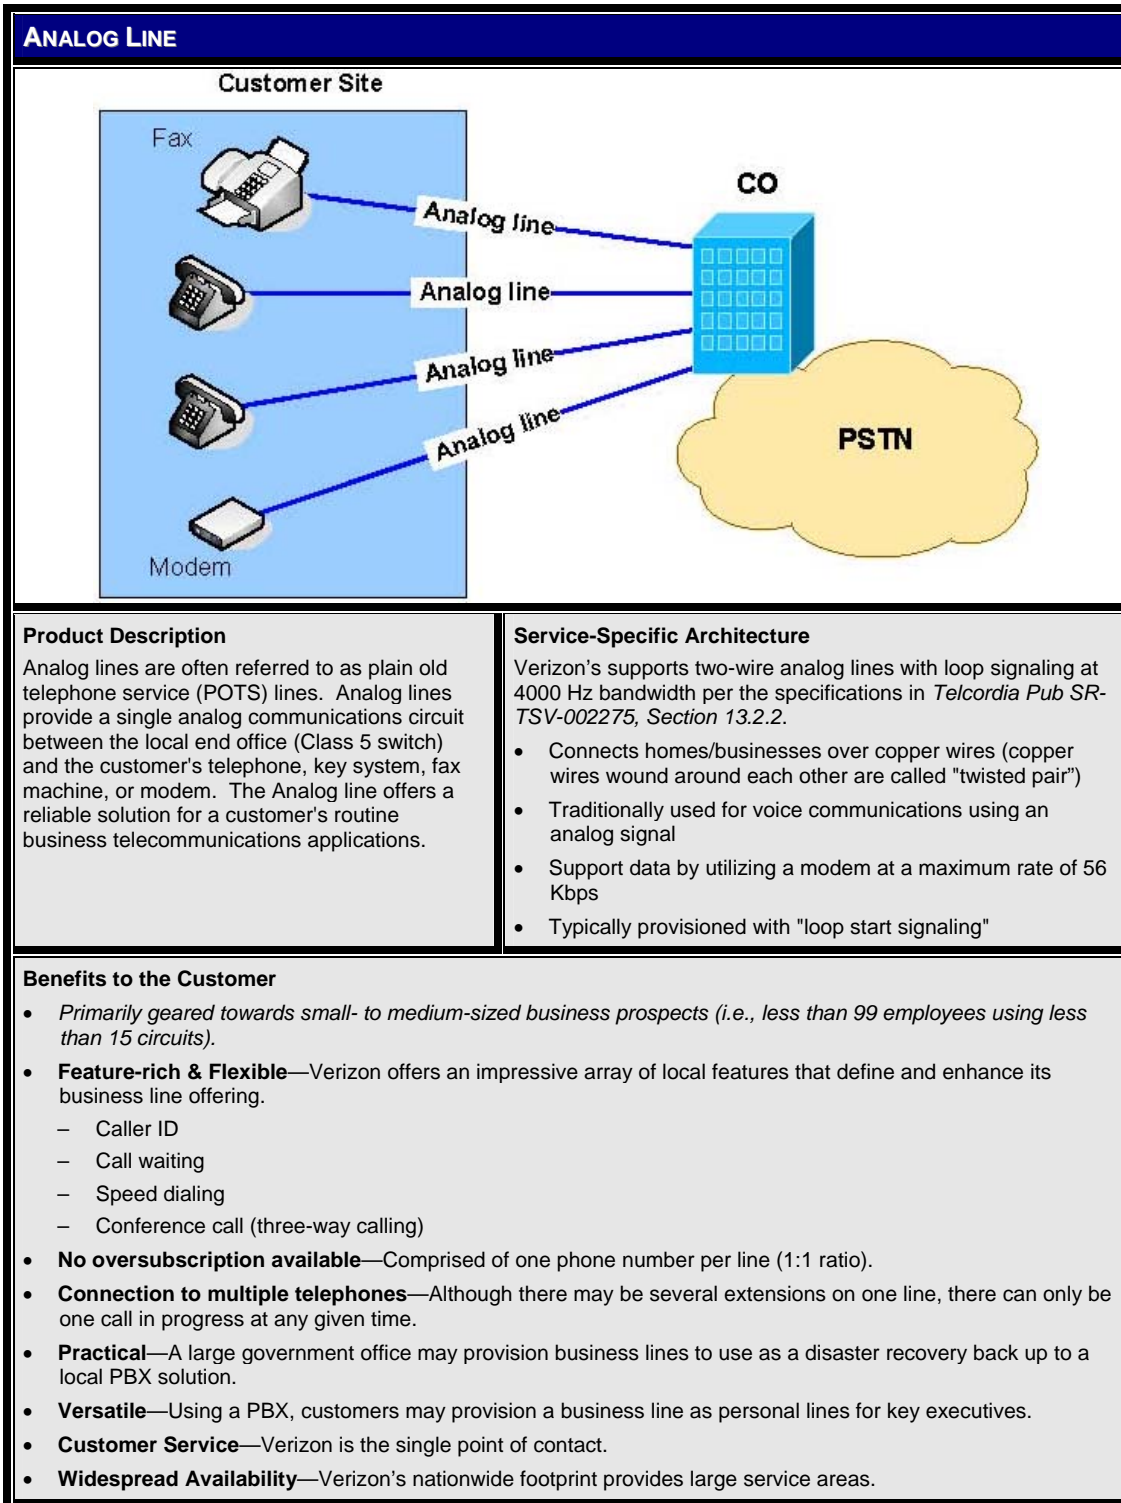 ANALOG LINE
Customer Site
Fax
CO
Analog line
Analog line
Analog line
Analog line
PSTN
Modem
Product Description
Analog lines are often referred to as plain old
telephone service (POTS) lines.  Analog lines
provide a single analog communications circuit
between the local end office (Class 5 switch)
and the customer's telephone, key system, fax
machine, or modem.  The Analog line offers a
reliable solution for a customer's routine
business telecommunications applications.
Service-Specific Architecture
Verizon's supports two-wire analog lines with loop signaling at
4000 Hz bandwidth per the specifications in Telcordia Pub SR-
TSV-002275, Section 13.2.2.
• Connects homes/businesses over copper wires (copper
wires wound around each other are called "twisted pair”)
• Traditionally used for voice communications using an
analog signal
• Support data by utilizing a modem at a maximum rate of 56
Kbps
• Typically provisioned with "loop start signaling"
Benefits to the Customer
• Primarily geared towards small- to medium-sized business prospects (i.e., less than 99 employees using less
than 15 circuits).
• Feature-rich & Flexible—Verizon offers an impressive array of local features that define and enhance its
business line offering.
– Caller ID
– Call waiting
– Speed dialing
– Conference call (three-way calling)
• No oversubscription available—Comprised of one phone number per line (1:1 ratio).
• Connection to multiple telephones—Although there may be several extensions on one line, there can only be
one call in progress at any given time.
• Practical—A large government office may provision business lines to use as a disaster recovery back up to a
local PBX solution.
• Versatile—Using a PBX, customers may provision a business line as personal lines for key executives.
• Customer Service—Verizon is the single point of contact.
• Widespread Availability—Verizon's nationwide footprint provides large service areas.